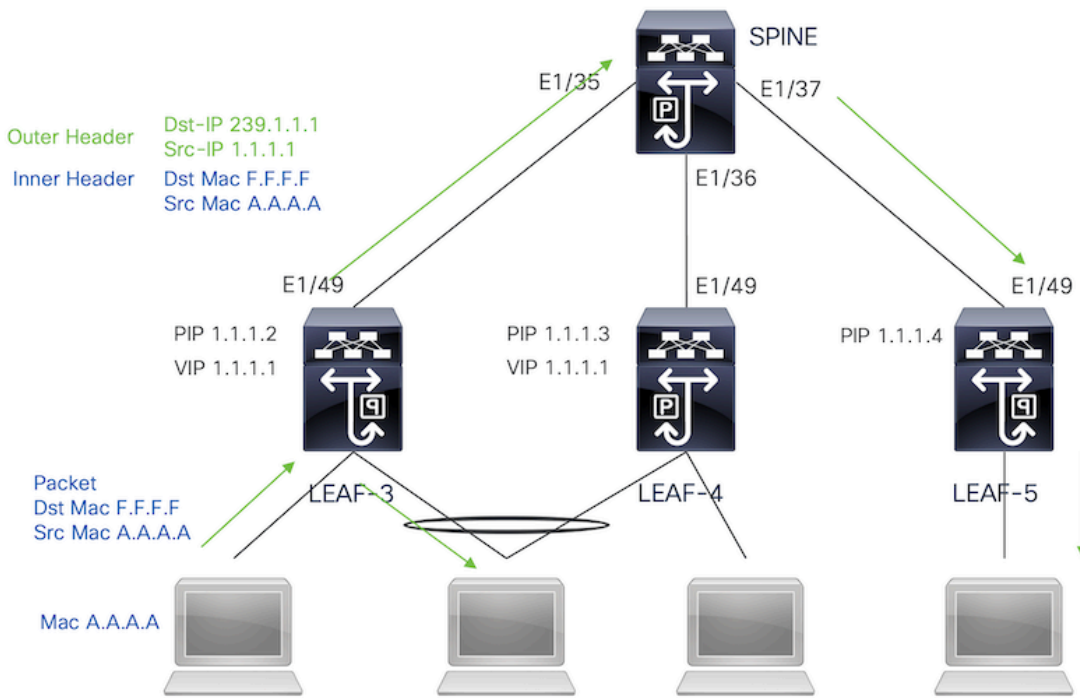 SPINE
E1/35
E1/37
Outer Header
Dst-IP 239.1.1.1
Src-IP 1.1.1.1
Inner Header
Dst Mac F.F.F.F
Src Mac A.A.A.A
P
E1/36
E1/49
E1/49
E1/49
PIP 1.1.1.2
VIP 1.1.1.1
PIP 1.1.1.3
VIP 1.1.1.1
PIP 1.1.1.4
P
P
P
Packet
Dst Mac F.F.F.F
Src Mac A.A.A.A
LEAF-3
LEAF-4
LEAF-5
Mac A.A.A.A